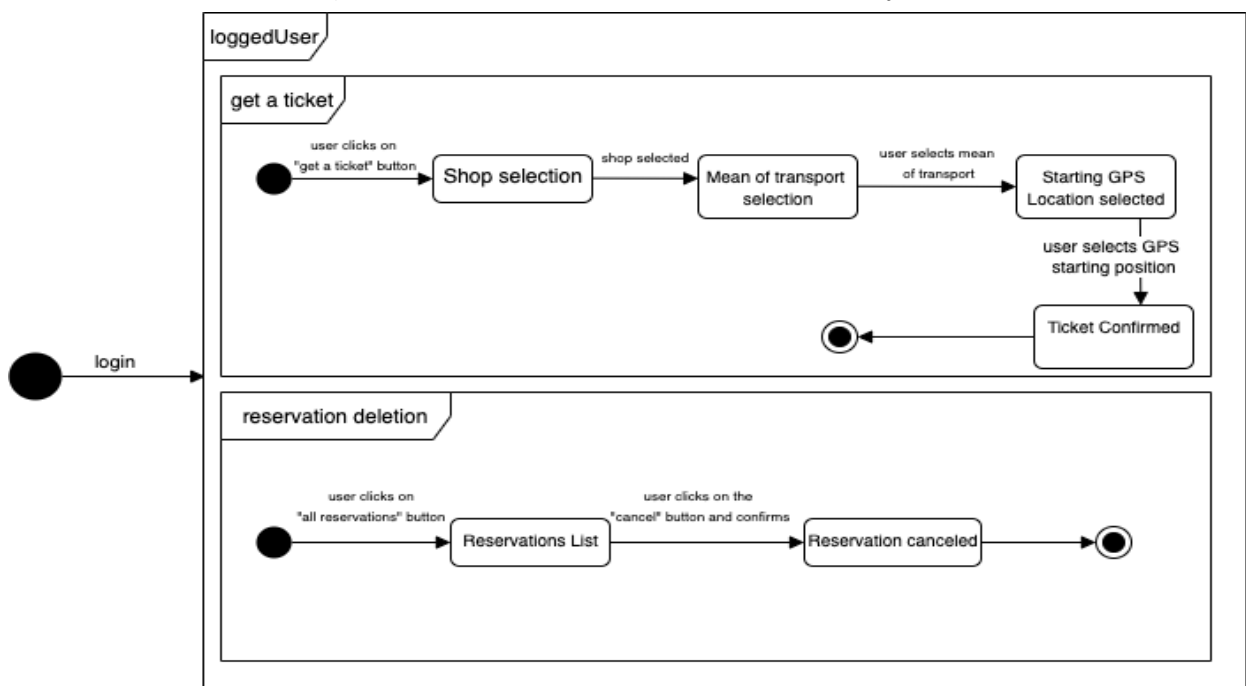 loggedUser
get a ticket
user clicks on
"get a ticket" button
Shop selection
shop selected
Mean of transport
selection
user selects mean
of transport
Starting GPS
Location selected
user selects GPS
starting position
Ticket Confirmed
login
reservation deletion
user clicks on
"all reservations" button
Reservations List
user clicks on the
"cancel" button and confirms
Reservation canceled